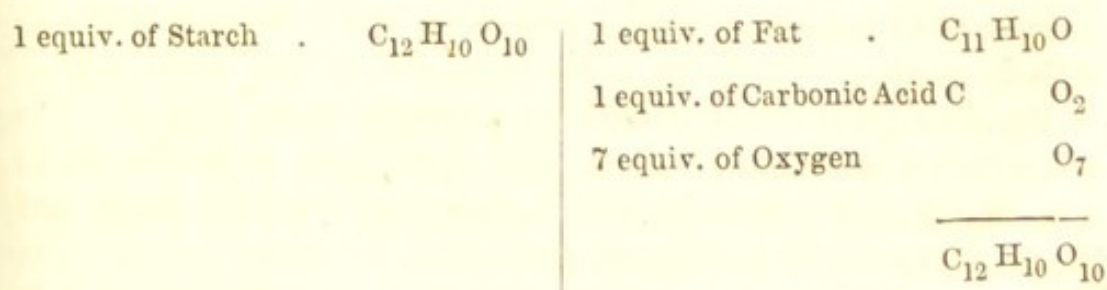 1 equiv. of Starch . C₁₂ H₁₀ O₁₀
1 equiv. of Fat . C₁₁ H₁₀ O
1 equiv. of Carbonic Acid C O₂
7 equiv. of Oxygen O₇
C₁₂ H₁₀ O₁₀